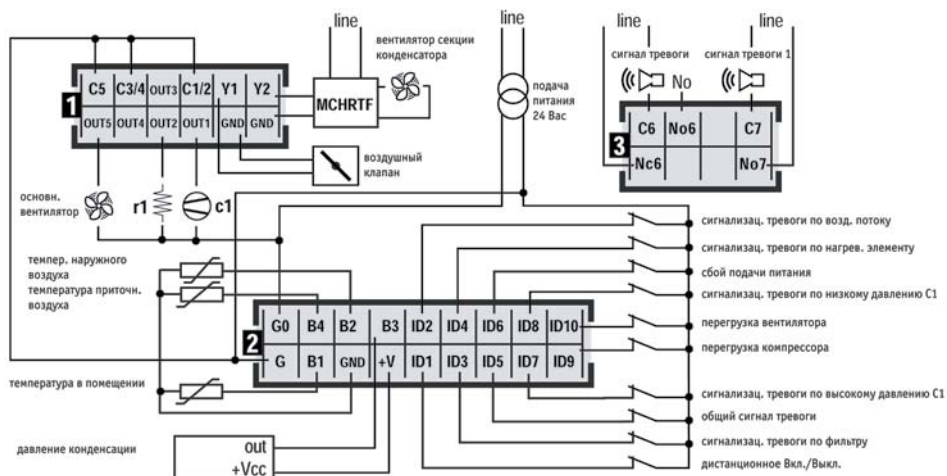 line
line
line
line
вентилятор секции
конденсатора
сигнал тревоги
сигнал тревоги 1
No
подача
питания
24 Вас
C5 C3/4 OUT3 C1/2 Y1 Y2
1
OUT5 OUT4 OUT2 OUT1 GND GND
MCHRTF
C6 No6 C7
3
Nc6 No7
воздушный
клапан
основн.
вентилятор
r1
c1
темпер. наружного
воздуха
температура приточн.
воздуха
сигнализац. тревоги по возд. потоку
сигнализац. тревоги по нагрев. элементу
сбой подачи питания
сигнализац. тревоги по низкому давлению C1
G0 B4 B2 B3 ID2 ID4 ID6 ID8 ID10
2
G B1 GND +V ID1 ID3 ID5 ID7 ID9
перегрузка вентилятора
перегрузка компрессора
температура в помещении
сигнализац. тревоги по высокому давлению C1
общий сигнал тревоги
сигнализац. тревоги по фильтру
дистанционное Вкл./Выкл.
давление конденсации
out
+Vcc